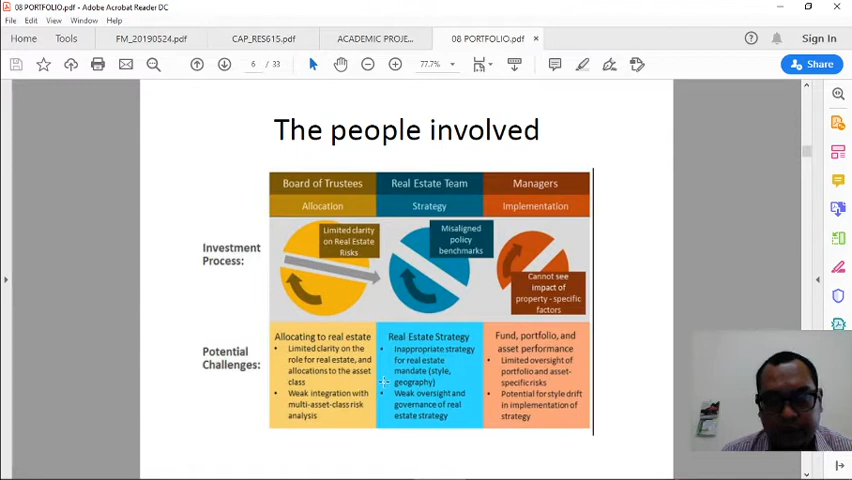 08 PORTFOLIO.pdf - Adobe Acrobat Reader DC
File Edit View Window Help
Home Tools FM_20190524.pdf CAP_RES615.pdf ACADEMIC PROJE... 08 PORTFOLIO.pdf × Sign In
6 / 33 77.7% Share
The people involved
Board of Trustees Real Estate Team Managers
Allocation Strategy Implementation
Investment
Process:
Limited clarity
on Real Estate
Risks
Misaligned
policy
benchmarks
Cannot see
impact of
property - specific
factors
Potential
Challenges:
Allocating to real estate
• Limited clarity on the
role for real estate, and
allocations to the asset
class
• Weak integration with
multi-asset-class risk
analysis
Real Estate Strategy
• Inappropriate strategy
for real estate
mandate (style,
geography)
• Weak oversight and
governance of real
estate strategy
Fund, portfolio, and
asset performance
• Limited oversight of
portfolio and asset-
specific risks
• Potential for style drift
in implementation of
strategy